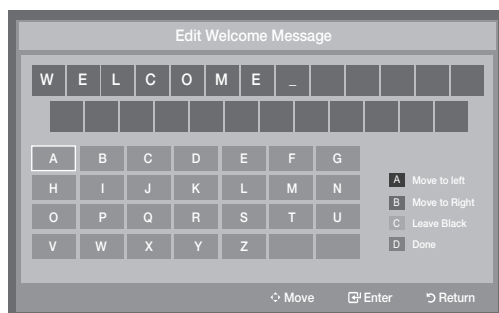 Edit Welcome Message
W E L C O M E _
A B C D E F G
H I J K L M N
O P Q R S T U
V W X Y Z
A Move to left
B Move to Right
C Leave Black
D Done
Move Enter Return